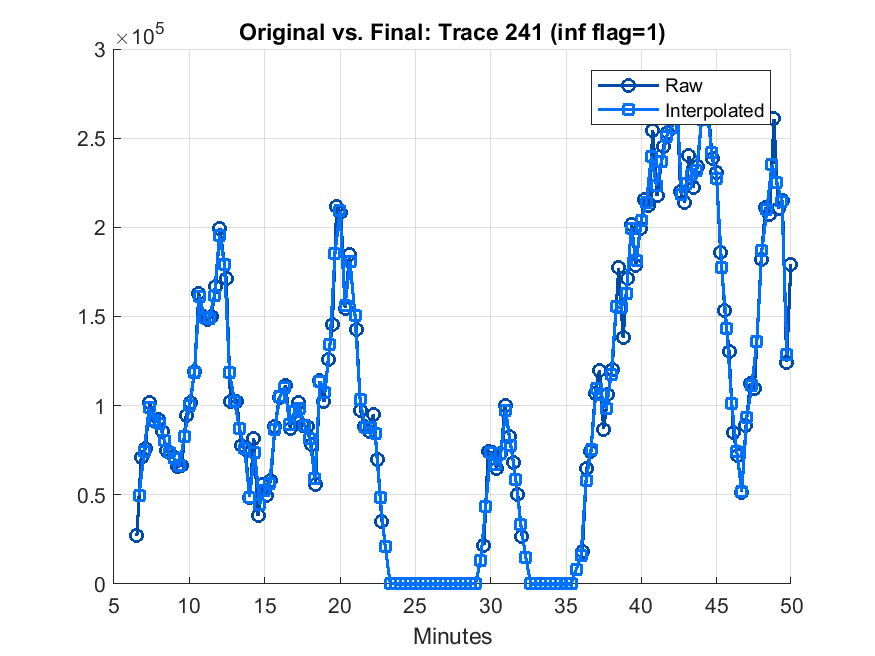 Original vs. Final: Trace 241 (inf flag=1)
×10^5
3
2.5
2
1.5
1
0.5
0
Raw
Interpolated
5 10 15 20 25 30 35 40 45 50
Minutes